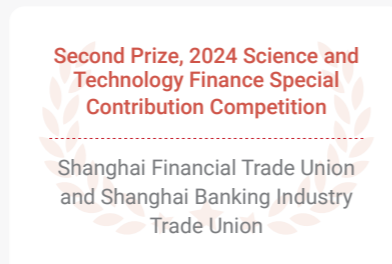 Second Prize, 2024 Science and
Technology Finance Special
Contribution Competition
Shanghai Financial Trade Union
and Shanghai Banking Industry
Trade Union